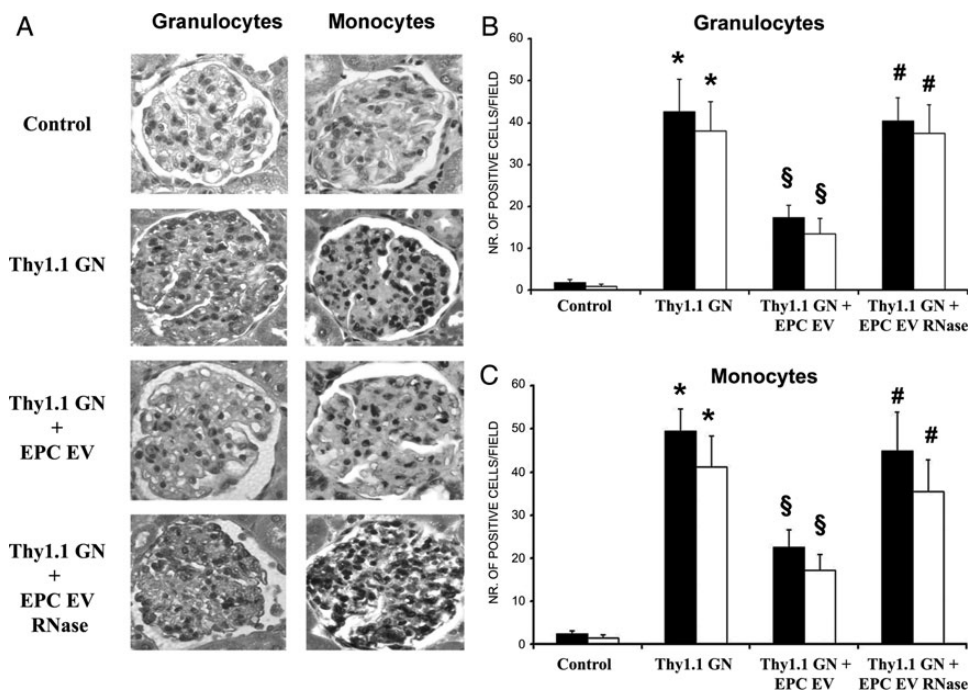 A
Granulocytes
Monocytes
Control
Thy1.1 GN
Thy1.1 GN
+
EPC EV
Thy1.1 GN
+
EPC EV
RNase
B
Granulocytes
NR. OF POSITIVE CELLS/FIELD
60
50
40
30
20
10
0
*
*
§
§
#
#
Control
Thy1.1 GN
Thy1.1 GN +
EPC EV
Thy1.1 GN +
EPC EV RNase
C
Monocytes
NR. OF POSITIVE CELLS/FIELD
60
50
40
30
20
10
0
*
*
§
§
#
#
Control
Thy1.1 GN
Thy1.1 GN +
EPC EV
Thy1.1 GN +
EPC EV RNase